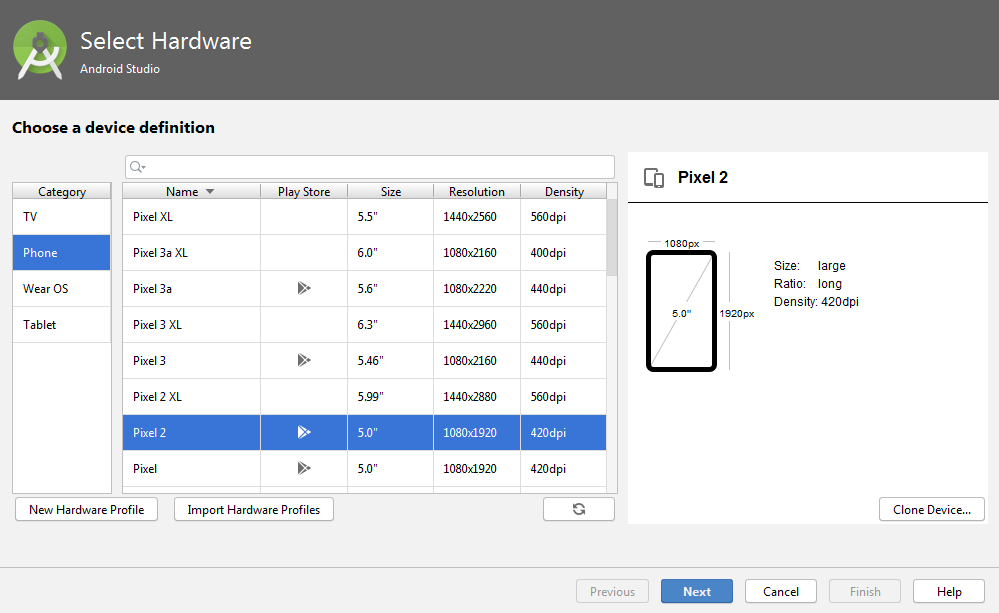 Select Hardware
Android Studio
Choose a device definition
Category
TV
Phone
Wear OS
Tablet
Name Play Store Size Resolution Density
Pixel XL 5.5" 1440x2560 560dpi
Pixel 3a XL 6.0" 1080x2160 400dpi
Pixel 3a 5.6" 1080x2220 440dpi
Pixel 3 XL 6.3" 1440x2960 560dpi
Pixel 3 5.46" 1080x2160 440dpi
Pixel 2 XL 5.99" 1440x2880 560dpi
Pixel 2 5.0" 1080x1920 420dpi
Pixel 5.0" 1080x1920 420dpi
New Hardware Profile Import Hardware Profiles
Pixel 2
1080px
5.0"
1920px
Size: large
Ratio: long
Density: 420dpi
Clone Device...
Previous Next Cancel Finish Help